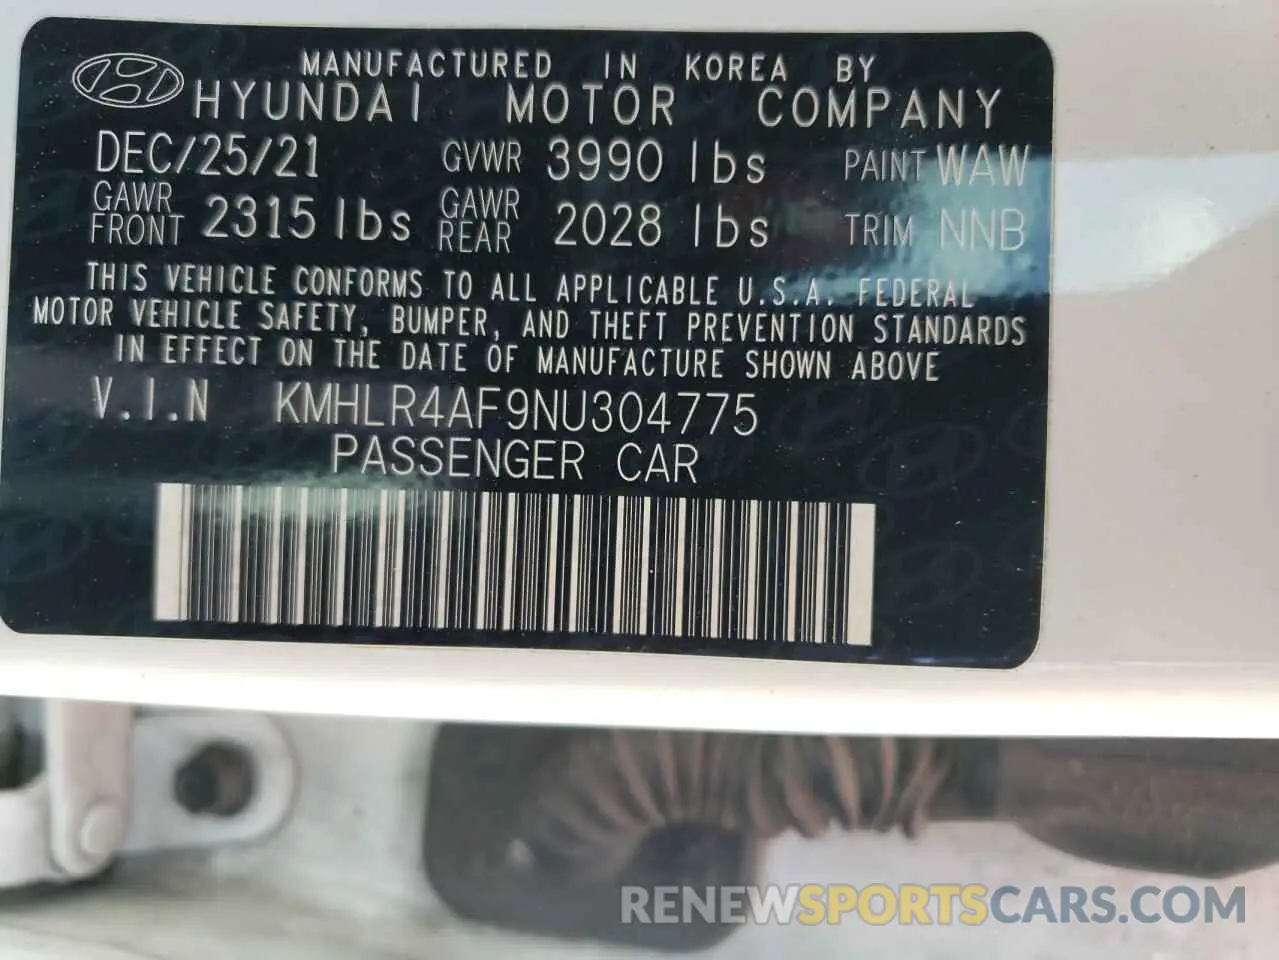 MANUFACTURED IN KOREA BY
HYUNDAI MOTOR COMPANY
DEC/25/21 GVWR 3990 lbs PAINT WAW
GAWR FRONT 2315 lbs GAWR REAR 2028 lbs TRIM NNB
THIS VEHICLE CONFORMS TO ALL APPLICABLE U.S.A. FEDERAL
MOTOR VEHICLE SAFETY, BUMPER, AND THEFT PREVENTION STANDARDS
IN EFFECT ON THE DATE OF MANUFACTURE SHOWN ABOVE
V.I.N KMHLR4AF9NU304775
PASSENGER CAR
RENEWSPORTSCARS.COM